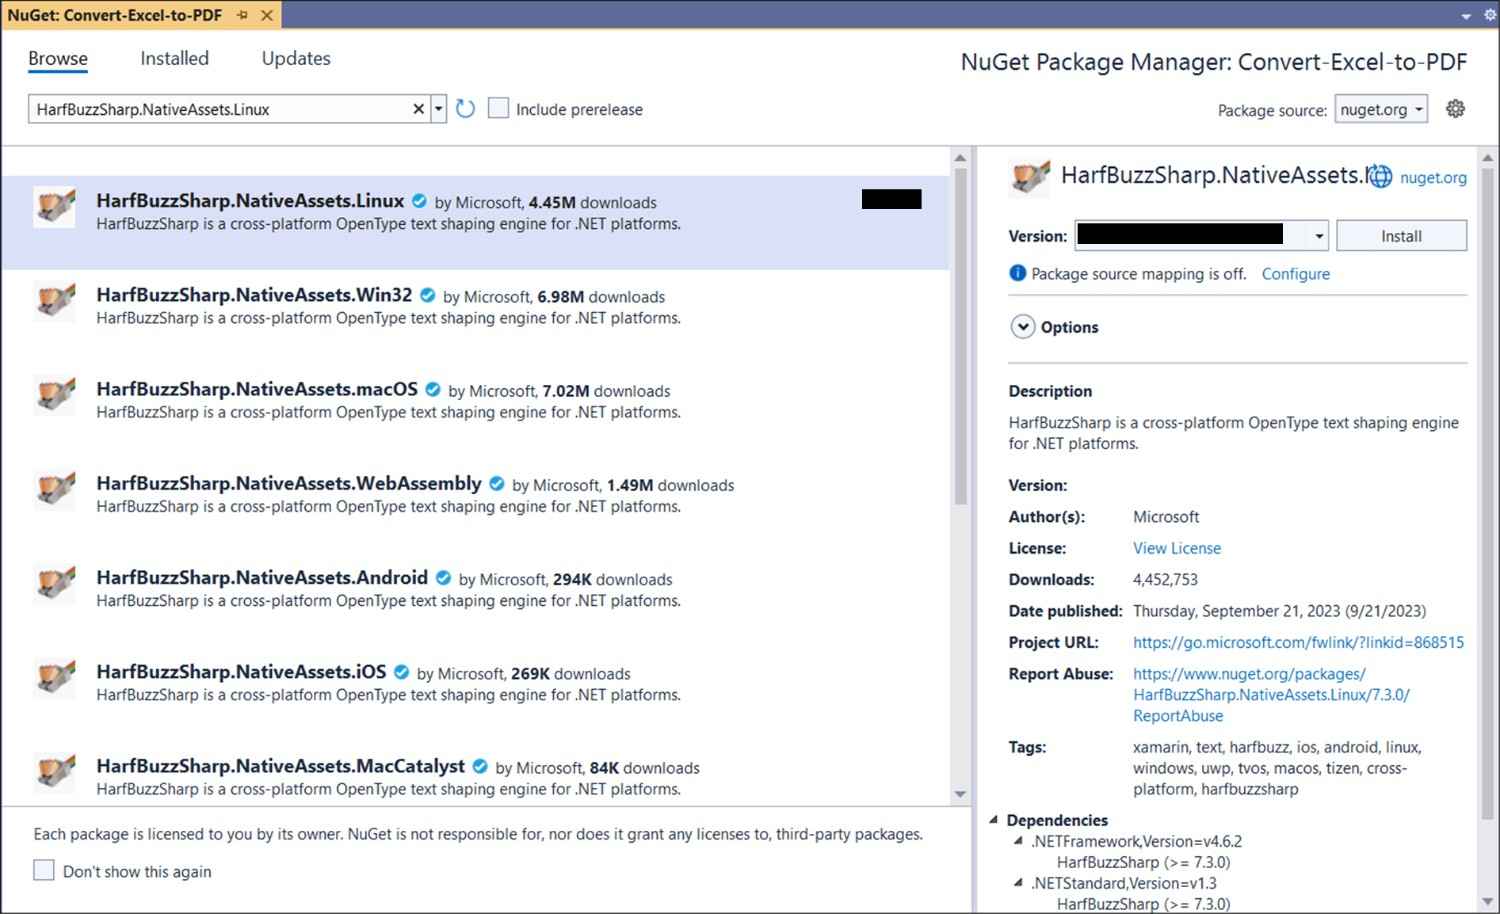 NuGet: Convert-Excel-to-PDF
Browse
Installed
Updates
NuGet Package Manager: Convert-Excel-to-PDF
HarfBuzzSharp.NativeAssets.Linux
Include prerelease
Package source: nuget.org
HarfBuzzSharp.NativeAssets.Linux by Microsoft, 4.45M downloads
HarfBuzzSharp is a cross-platform OpenType text shaping engine for .NET platforms.
HarfBuzzSharp.NativeAssets.Win32 by Microsoft, 6.98M downloads
HarfBuzzSharp is a cross-platform OpenType text shaping engine for .NET platforms.
HarfBuzzSharp.NativeAssets.macOS by Microsoft, 7.02M downloads
HarfBuzzSharp is a cross-platform OpenType text shaping engine for .NET platforms.
HarfBuzzSharp.NativeAssets.WebAssembly by Microsoft, 1.49M downloads
HarfBuzzSharp is a cross-platform OpenType text shaping engine for .NET platforms.
HarfBuzzSharp.NativeAssets.Android by Microsoft, 294K downloads
HarfBuzzSharp is a cross-platform OpenType text shaping engine for .NET platforms.
HarfBuzzSharp.NativeAssets.iOS by Microsoft, 269K downloads
HarfBuzzSharp is a cross-platform OpenType text shaping engine for .NET platforms.
HarfBuzzSharp.NativeAssets.MacCatalyst by Microsoft, 84K downloads
HarfBuzzSharp is a cross-platform OpenType text shaping engine for .NET platforms.
Each package is licensed to you by its owner. NuGet is not responsible for, nor does it grant any licenses to, third-party packages.
Don't show this again
HarfBuzzSharp.NativeAssets. nuget.org
Version:
Install
Package source mapping is off. Configure
Options
Description
HarfBuzzSharp is a cross-platform OpenType text shaping engine
for .NET platforms.
Version:
Author(s): Microsoft
License: View License
Downloads: 4,452,753
Date published: Thursday, September 21, 2023 (9/21/2023)
Project URL: https://go.microsoft.com/fwlink/?linkid=868515
Report Abuse: https://www.nuget.org/packages/
HarfBuzzSharp.NativeAssets.Linux/7.3.0/
ReportAbuse
Tags: xamarin, text, harfbuzz, ios, android, linux,
windows, uwp, tvos, macos, tizen, cross-
platform, harfbuzzsharp
Dependencies
.NETFramework,Version=v4.6.2
HarfBuzzSharp (>= 7.3.0)
.NETStandard,Version=v1.3
HarfBuzzSharp (>= 7.3.0)